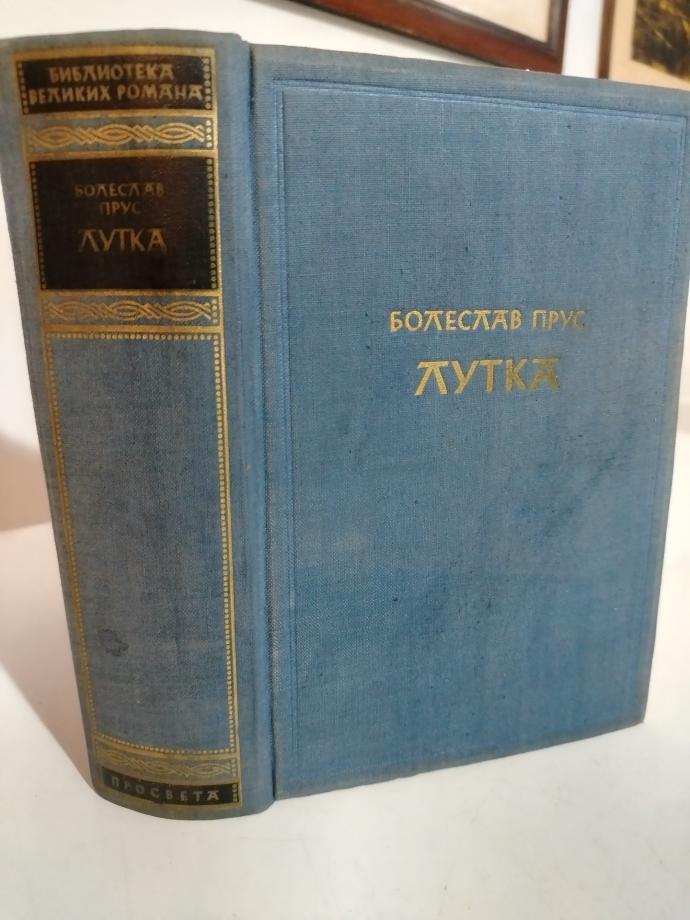 БИБЛИОТЕКА
ВЕЛИКИХ РОМАНА
БОЛЕСЛАВ
ПРУС
ЛУТКА
ПРОСВЕТА
БОЛЕСЛАВ ПРУС
ЛУТКА